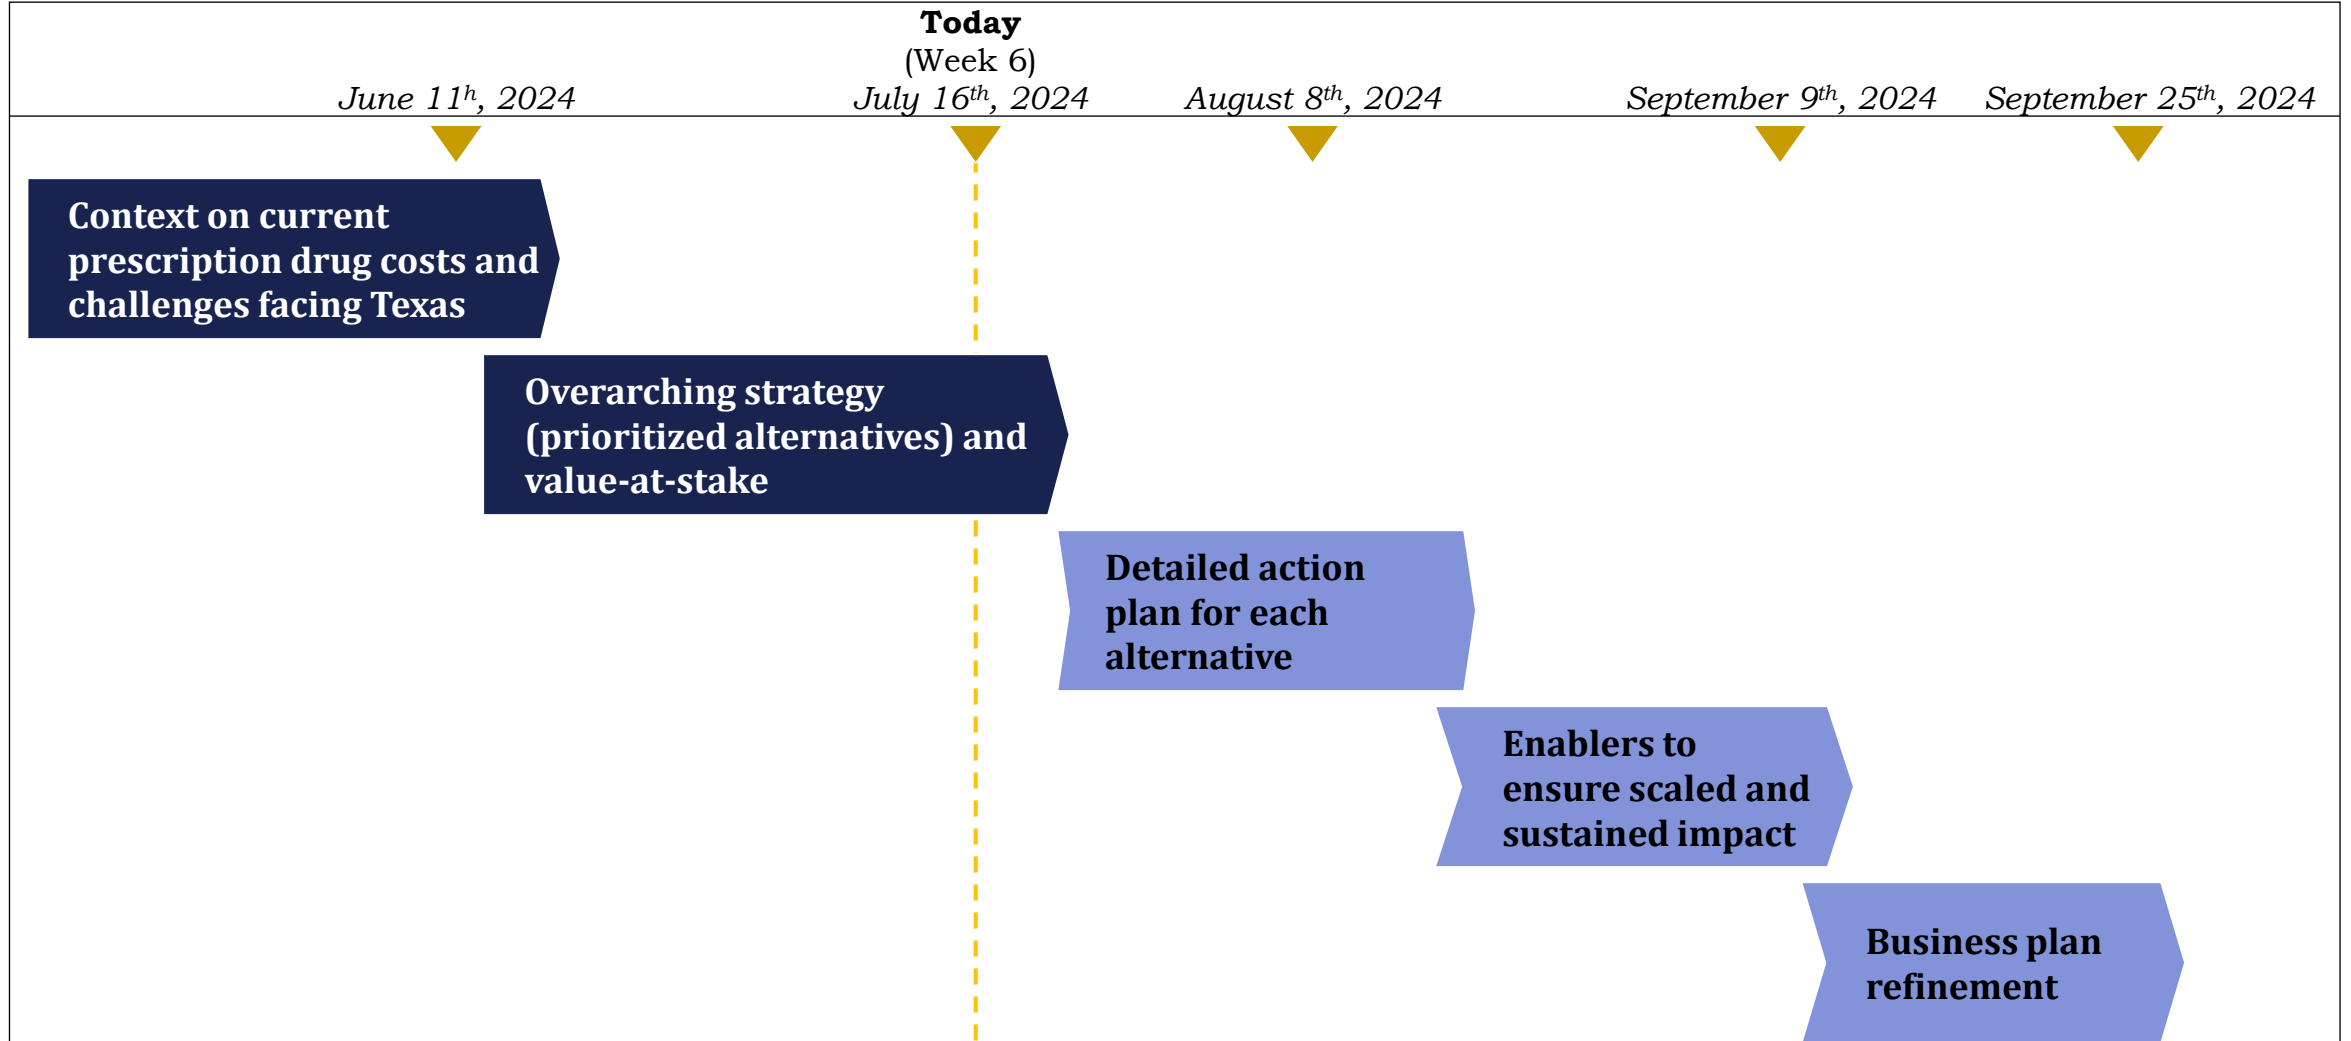 Today
(Week 6)
June 11h, 2024
July 16th, 2024
August 8th, 2024
September 9th, 2024
September 25th, 2024
Context on current
prescription drug costs and
challenges facing Texas
Overarching strategy
(prioritized alternatives) and
value-at-stake
Detailed action
plan for each
alternative
Enablers to
ensure scaled and
sustained impact
Business plan
refinement